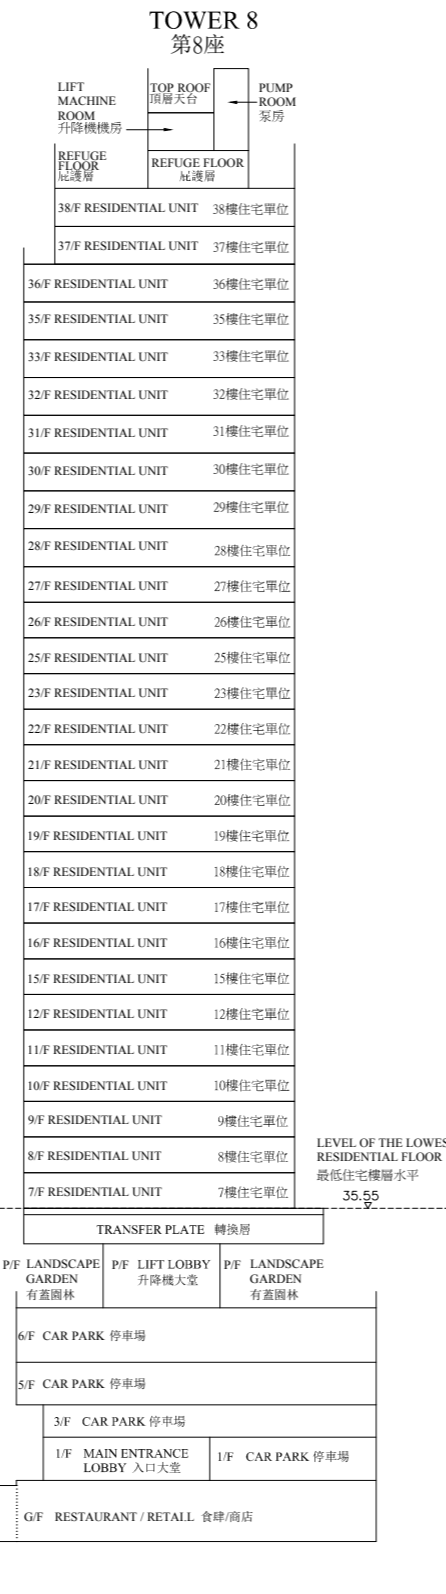 TOWER 8
第8座
LIFT
MACHINE
ROOM
升降機機房
TOP ROOF
頂層天台
PUMP
ROOM
泵房
REFUGE
FLOOR
庇護層
REFUGE FLOOR
庇護層
38/F RESIDENTIAL UNIT 38樓住宅單位
37/F RESIDENTIAL UNIT 37樓住宅單位
36/F RESIDENTIAL UNIT 36樓住宅單位
35/F RESIDENTIAL UNIT 35樓住宅單位
33/F RESIDENTIAL UNIT 33樓住宅單位
32/F RESIDENTIAL UNIT 32樓住宅單位
31/F RESIDENTIAL UNIT 31樓住宅單位
30/F RESIDENTIAL UNIT 30樓住宅單位
29/F RESIDENTIAL UNIT 29樓住宅單位
28/F RESIDENTIAL UNIT 28樓住宅單位
27/F RESIDENTIAL UNIT 27樓住宅單位
26/F RESIDENTIAL UNIT 26樓住宅單位
25/F RESIDENTIAL UNIT 25樓住宅單位
23/F RESIDENTIAL UNIT 23樓住宅單位
22/F RESIDENTIAL UNIT 22樓住宅單位
21/F RESIDENTIAL UNIT 21樓住宅單位
20/F RESIDENTIAL UNIT 20樓住宅單位
19/F RESIDENTIAL UNIT 19樓住宅單位
18/F RESIDENTIAL UNIT 18樓住宅單位
17/F RESIDENTIAL UNIT 17樓住宅單位
16/F RESIDENTIAL UNIT 16樓住宅單位
15/F RESIDENTIAL UNIT 15樓住宅單位
12/F RESIDENTIAL UNIT 12樓住宅單位
11/F RESIDENTIAL UNIT 11樓住宅單位
10/F RESIDENTIAL UNIT 10樓住宅單位
9/F RESIDENTIAL UNIT 9樓住宅單位
8/F RESIDENTIAL UNIT 8樓住宅單位
7/F RESIDENTIAL UNIT 7樓住宅單位
LEVEL OF THE LOWES
RESIDENTIAL FLOOR
最低住宅樓層水平
35.55
TRANSFER PLATE 轉換層
P/F LANDSCAPE
GARDEN
有蓋園林
P/F LIFT LOBBY
升降機大堂
P/F LANDSCAPE
GARDEN
有蓋園林
6/F CAR PARK 停車場
5/F CAR PARK 停車場
3/F CAR PARK 停車場
1/F MAIN ENTRANCE
LOBBY 入口大堂
1/F CAR PARK 停車場
G/F RESTAURANT / RETAIL 食肆/商店